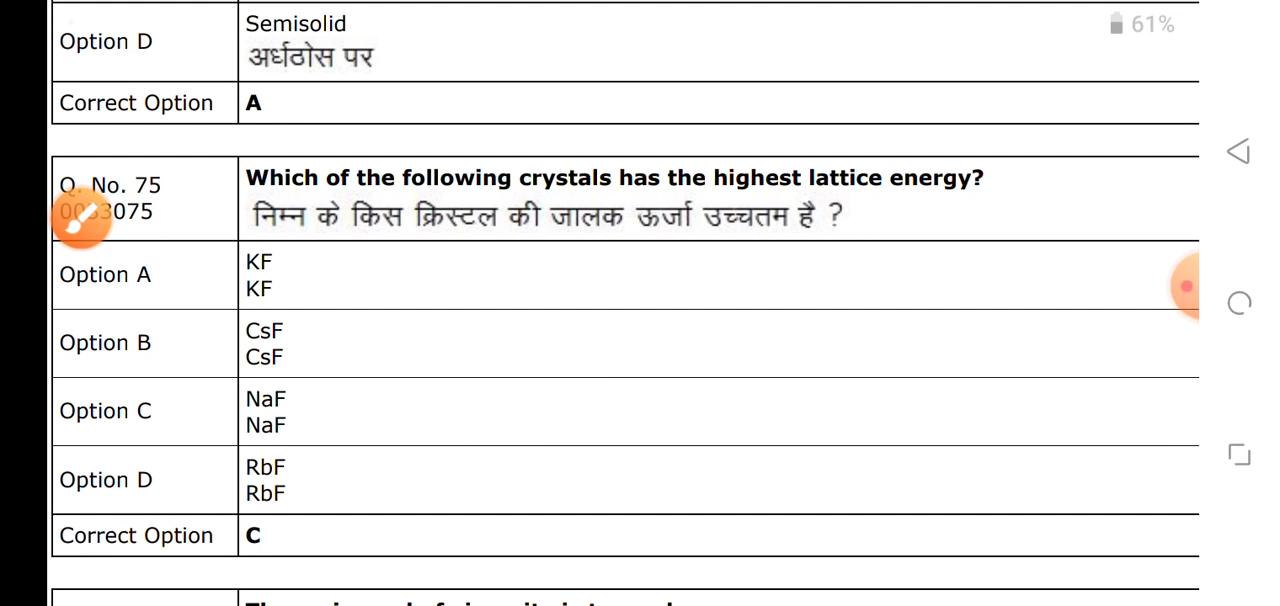 Option D
Semisolid
अर्धठोस पर
61%
Correct Option
A
Q. No. 75
3075
Which of the following crystals has the highest lattice energy?
निम्न के किस क्रिस्टल की जालक ऊर्जा उच्चतम है ?
Option A
KF
KF
Option B
CsF
CsF
Option C
NaF
NaF
Option D
RbF
RbF
Correct Option
C